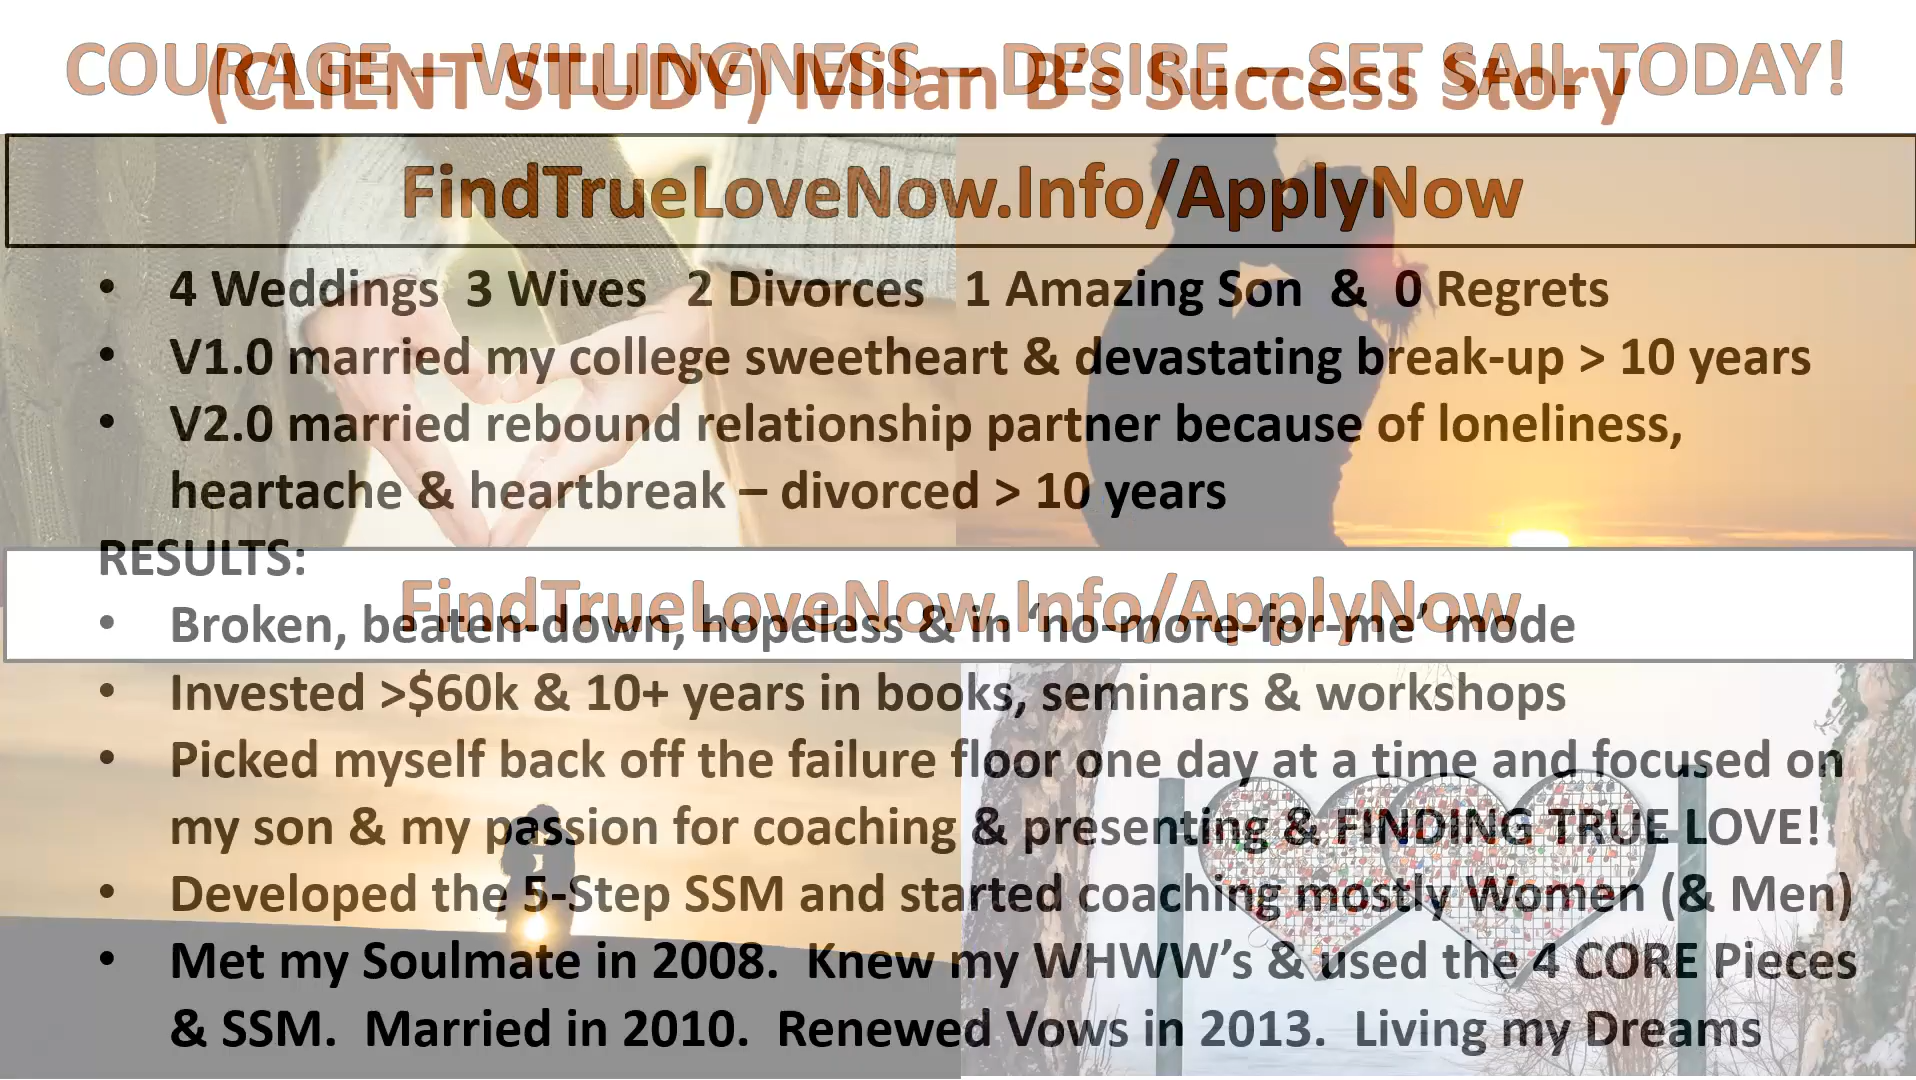 COURAGE – WILLINGNESS – DESIRE – SET SAIL TODAY!
(CLIENT STUDY) Milan B's Success Story
FindTrueLoveNow.Info/ApplyNow
• 4 Weddings 3 Wives 2 Divorces 1 Amazing Son & 0 Regrets
• V1.0 married my college sweetheart & devastating break-up > 10 years
• V2.0 married rebound relationship partner because of loneliness,
heartache & heartbreak – divorced > 10 years
RESULTS:
FindTrueLoveNow.Info/ApplyNow
• Broken, beaten-down, hopeless & in ‘no-more-for-me’ mode
• Invested >$60k & 10+ years in books, seminars & workshops
• Picked myself back off the failure floor one day at a time and focused on
my son & my passion for coaching & presenting & FINDING TRUE LOVE!
• Developed the 5-Step SSM and started coaching mostly Women (& Men)
• Met my Soulmate in 2008. Knew my WHWW’s & used the 4 CORE Pieces
& SSM. Married in 2010. Renewed Vows in 2013. Living my Dreams